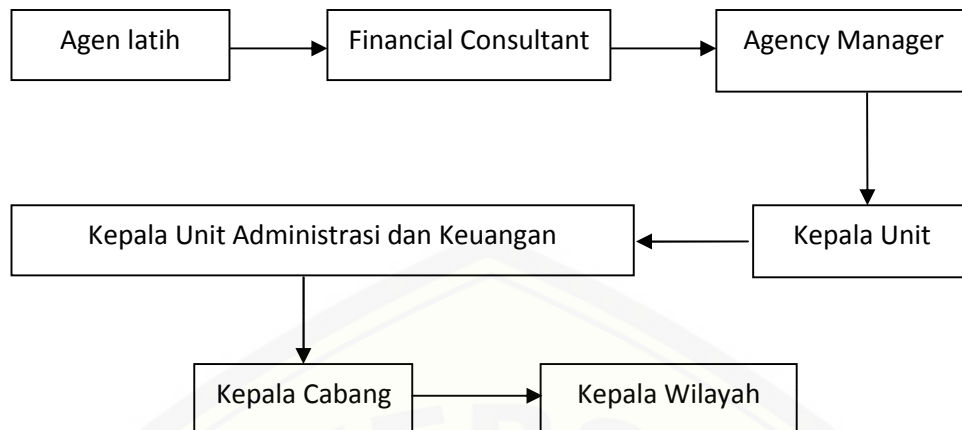 Agen latih
Financial Consultant
Agency Manager
Kepala Unit Administrasi dan Keuangan
Kepala Unit
Kepala Cabang
Kepala Wilayah